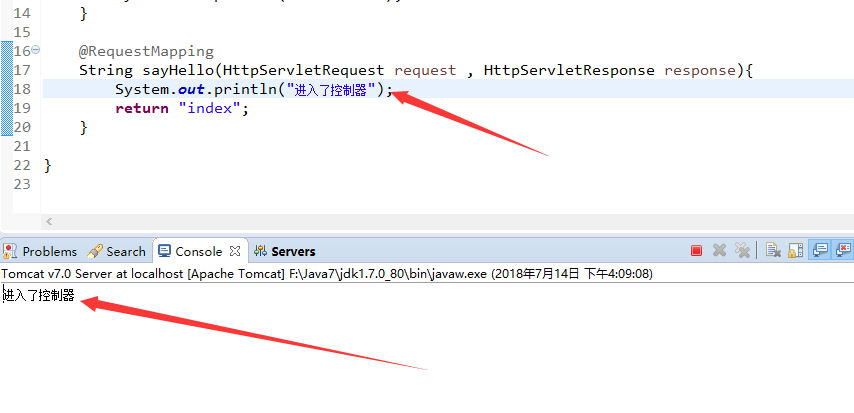 14 }
15
16 @RequestMapping
17 String sayHello(HttpServletRequest request , HttpServletResponse response){
18 System.out.println("进入了控制器");
19 return "index";
20 }
21
22 }
23
Problems Search Console Servers
Tomcat v7.0 Server at localhost [Apache Tomcat] F:\Java7\jdk1.7.0_80\bin\javaw.exe (2018年7月14日 下午4:09:08)
进入了控制器